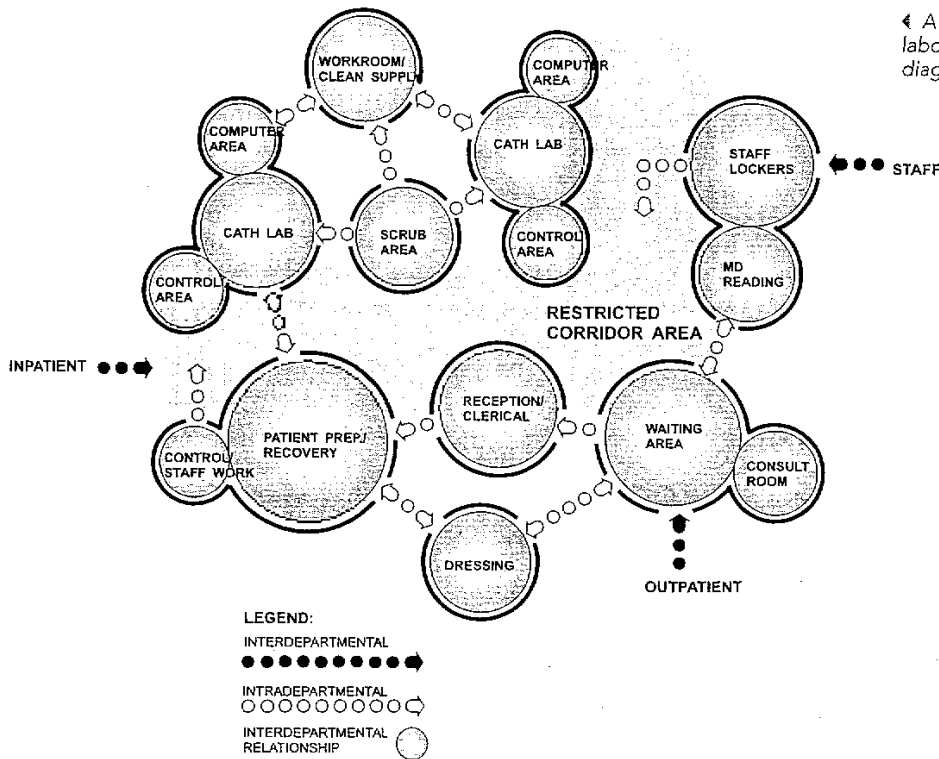 ◀ A
labo
diag
WORKROOM/
CLEAN SUPPLY
COMPUTER
AREA
COMPUTER
AREA
CATH LAB
STAFF
LOCKERS
STAFF
CATH LAB
SCRUB
AREA
CONTROL
AREA
MD
READING
CONTROL
AREA
RESTRICTED
CORRIDOR AREA
INPATIENT
RECEPTION/
CLERICAL
PATIENT PREP/
RECOVERY
WAITING
AREA
CONTROL/
STAFF WORK
CONSULT
ROOM
DRESSING
OUTPATIENT
LEGEND:
INTERDEPARTMENTAL
INTRADEPARTMENTAL
INTERDEPARTMENTAL
RELATIONSHIP